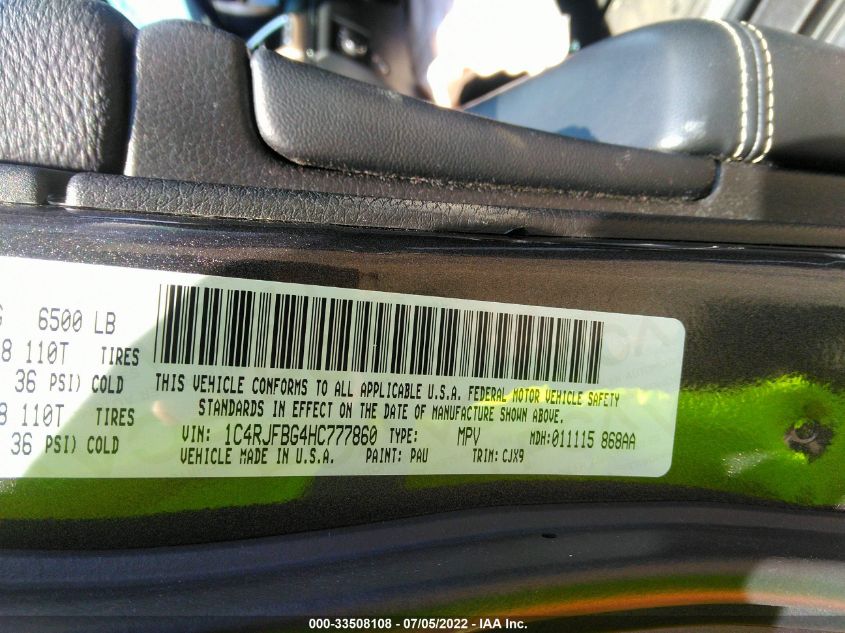 G 6500 LB
8 110T TIRES
36 PSI) COLD
8 110T TIRES
36 PSI) COLD
THIS VEHICLE CONFORMS TO ALL APPLICABLE U.S.A. FEDERAL MOTOR VEHICLE SAFETY
STANDARDS IN EFFECT ON THE DATE OF MANUFACTURE SHOWN ABOVE.
VIN: 1C4RJFBG4HC777860 TYPE: MPV MDH:011115 868AA
VEHICLE MADE IN U.S.A. PAINT: PAU TRIM: CJX9
000-33508108 - 07/05/2022 - IAA Inc.